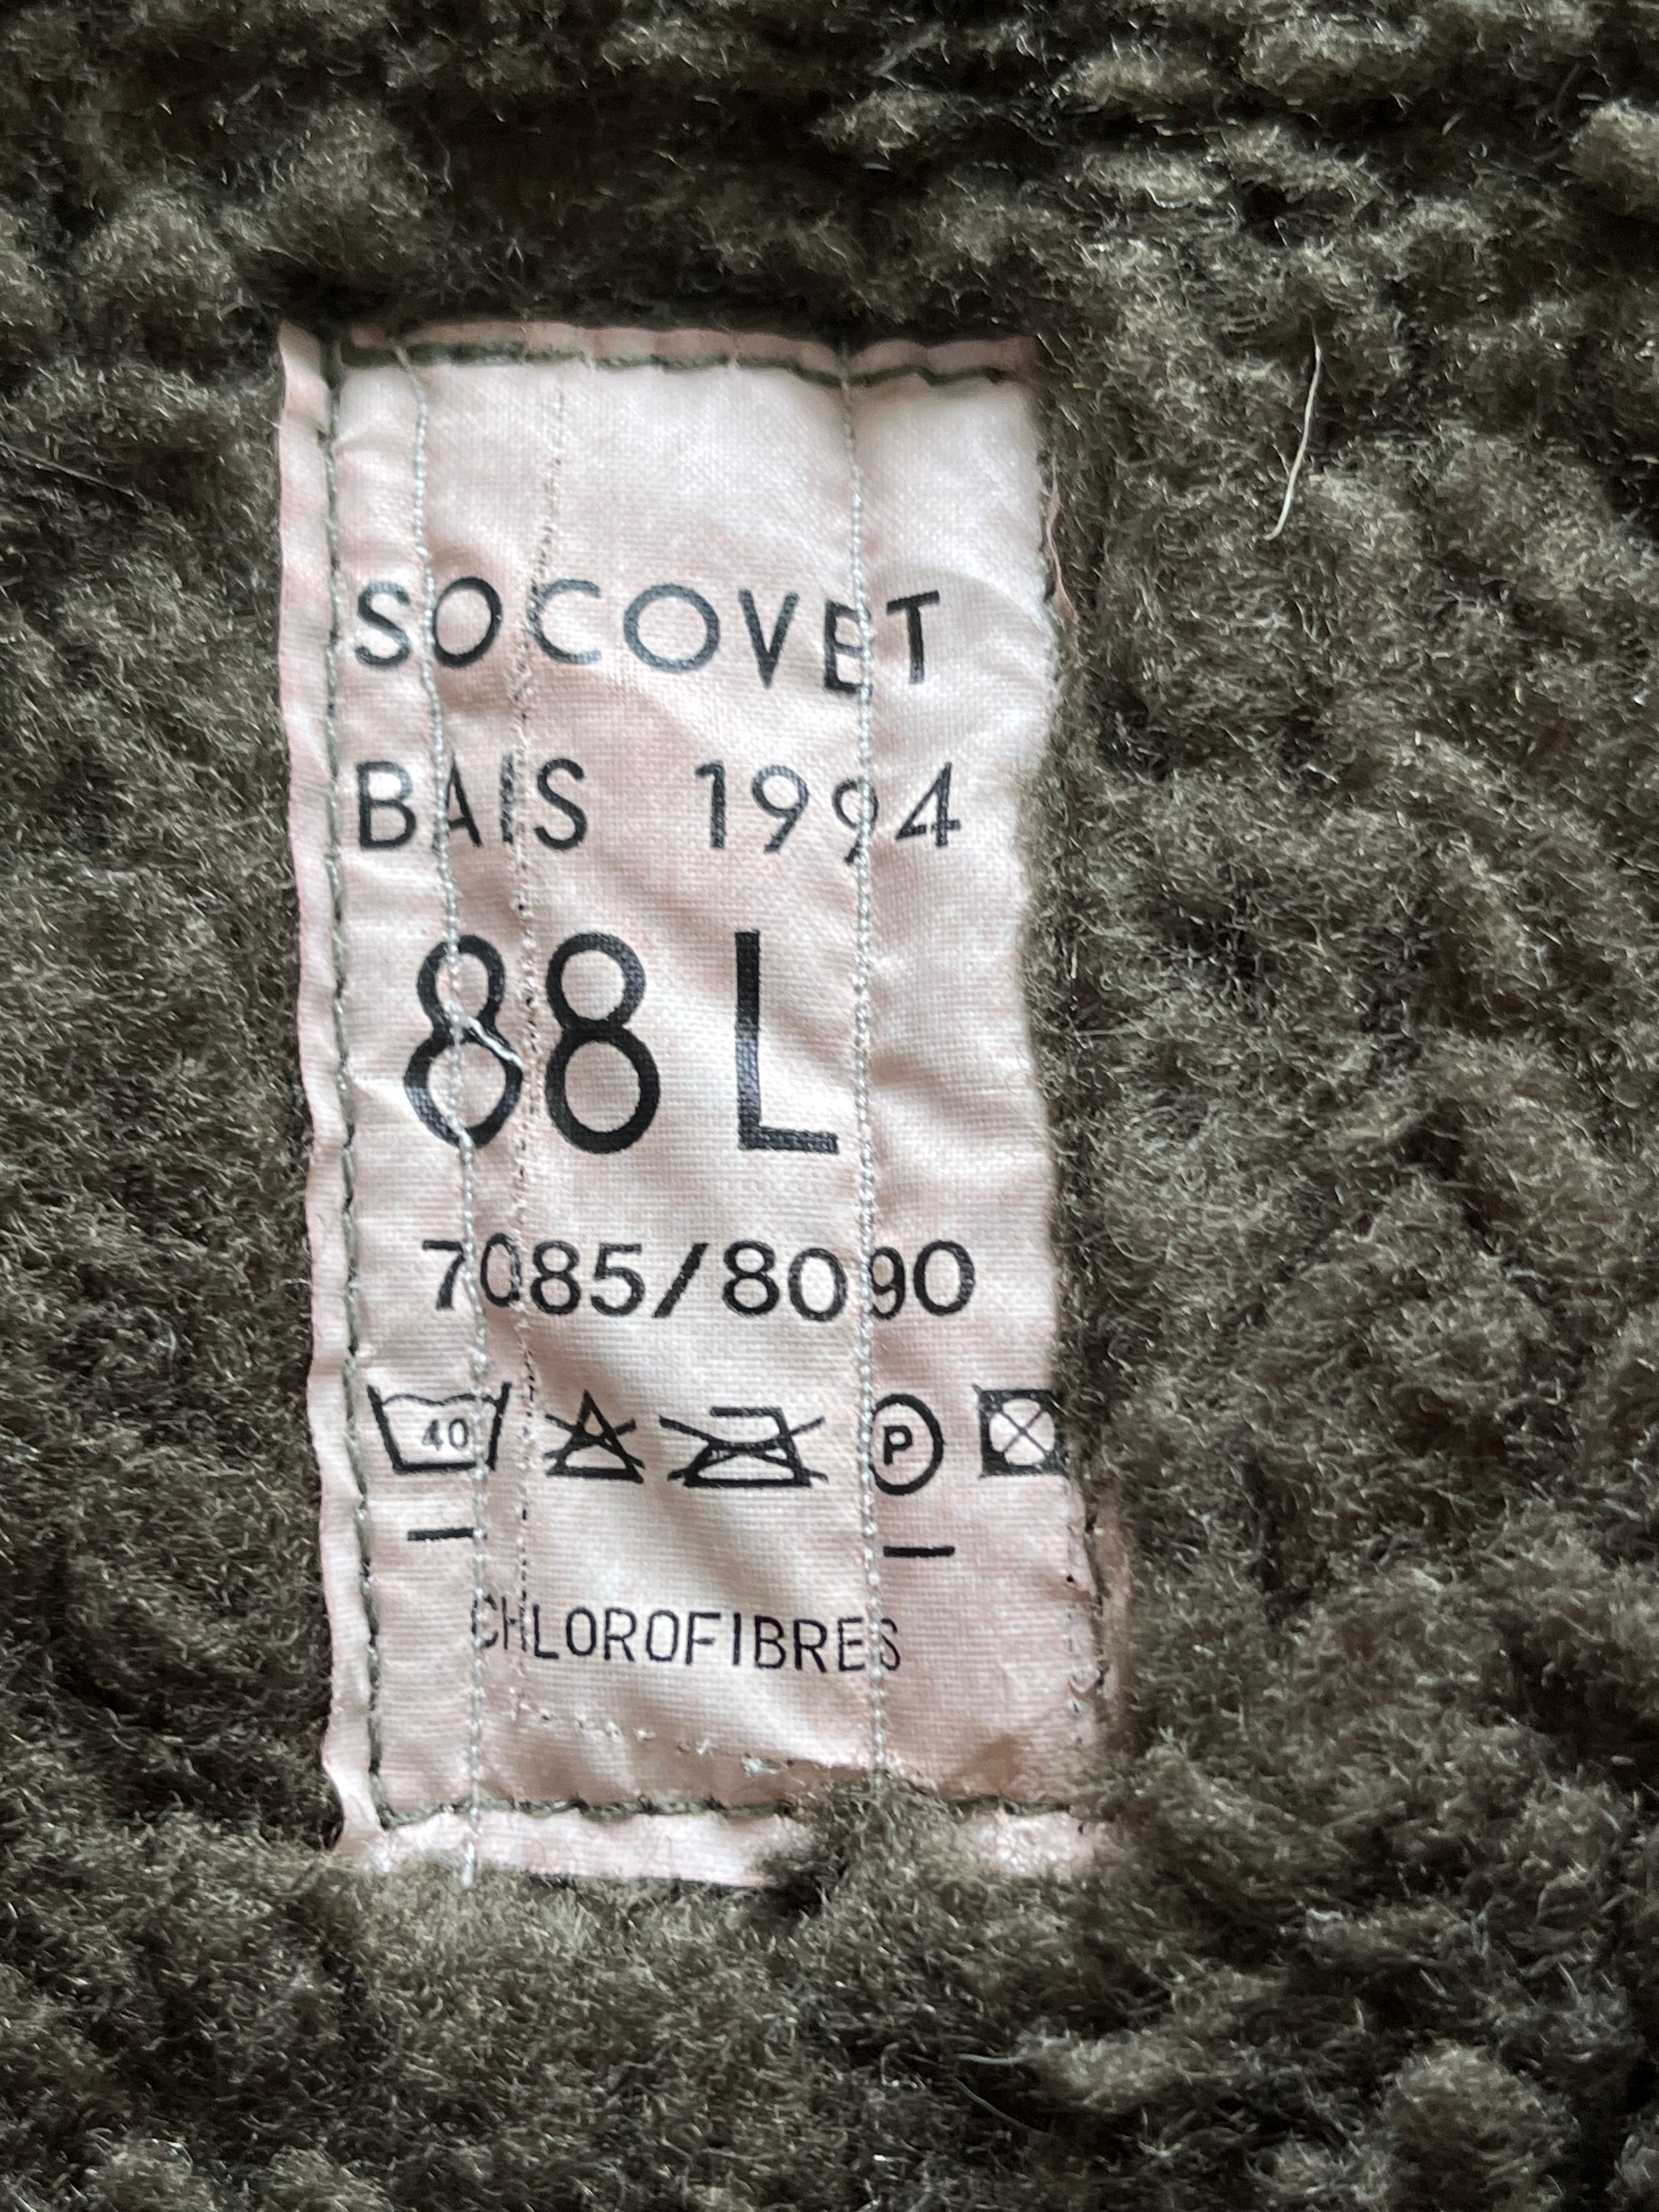 SOCOVET
BAIS 1994
88 L
7085/8090
40 P
CHLOROFIBRES